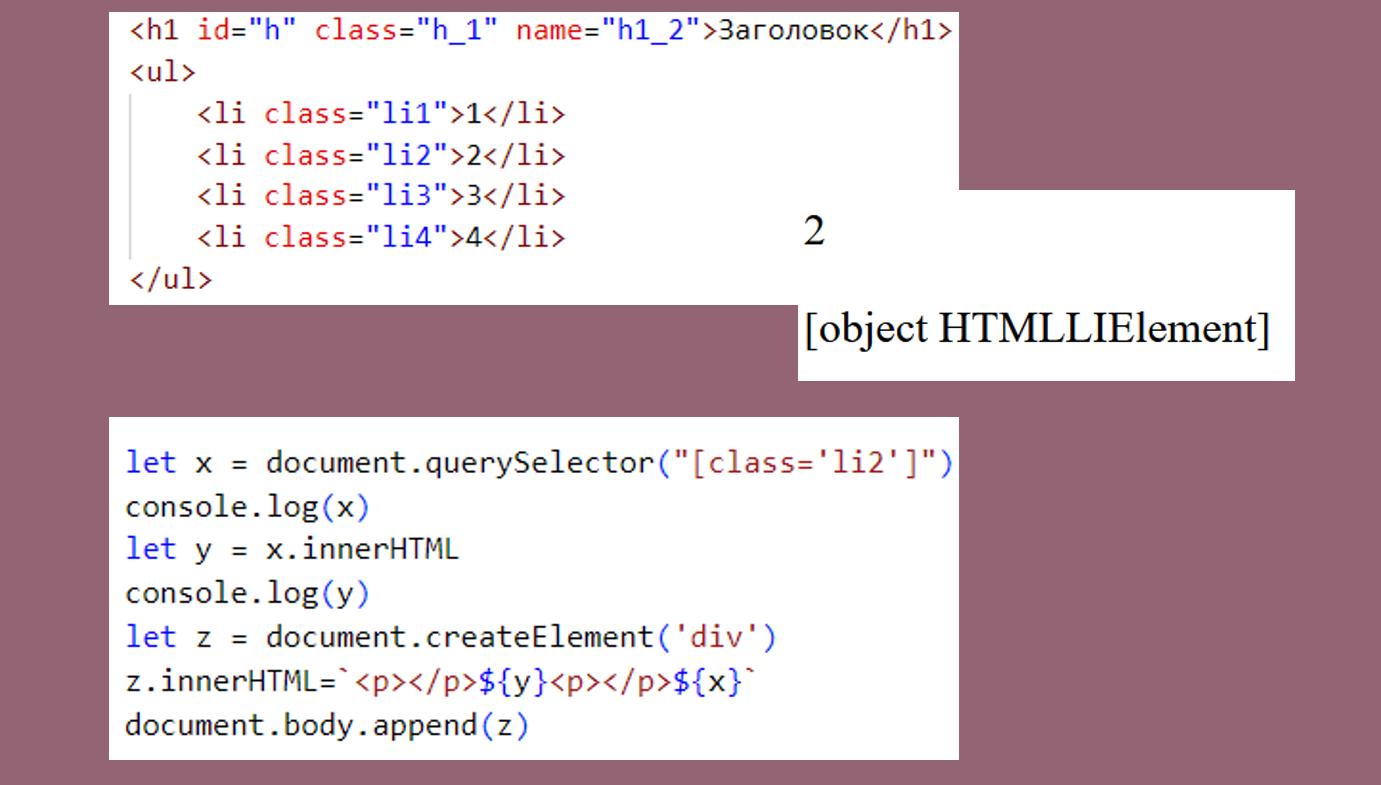 <h1 id="h" class="h_1" name="h1_2">Заголовок</h1>
<ul>
<li class="li1">1</li>
<li class="li2">2</li>
<li class="li3">3</li>
<li class="li4">4</li>
</ul>
2
[object HTMLLIElement]
let x = document.querySelector("[class='li2']")
console.log(x)
let y = x.innerHTML
console.log(y)
let z = document.createElement('div')
z.innerHTML=`<p></p>${y}<p></p>${x}`
document.body.append(z)